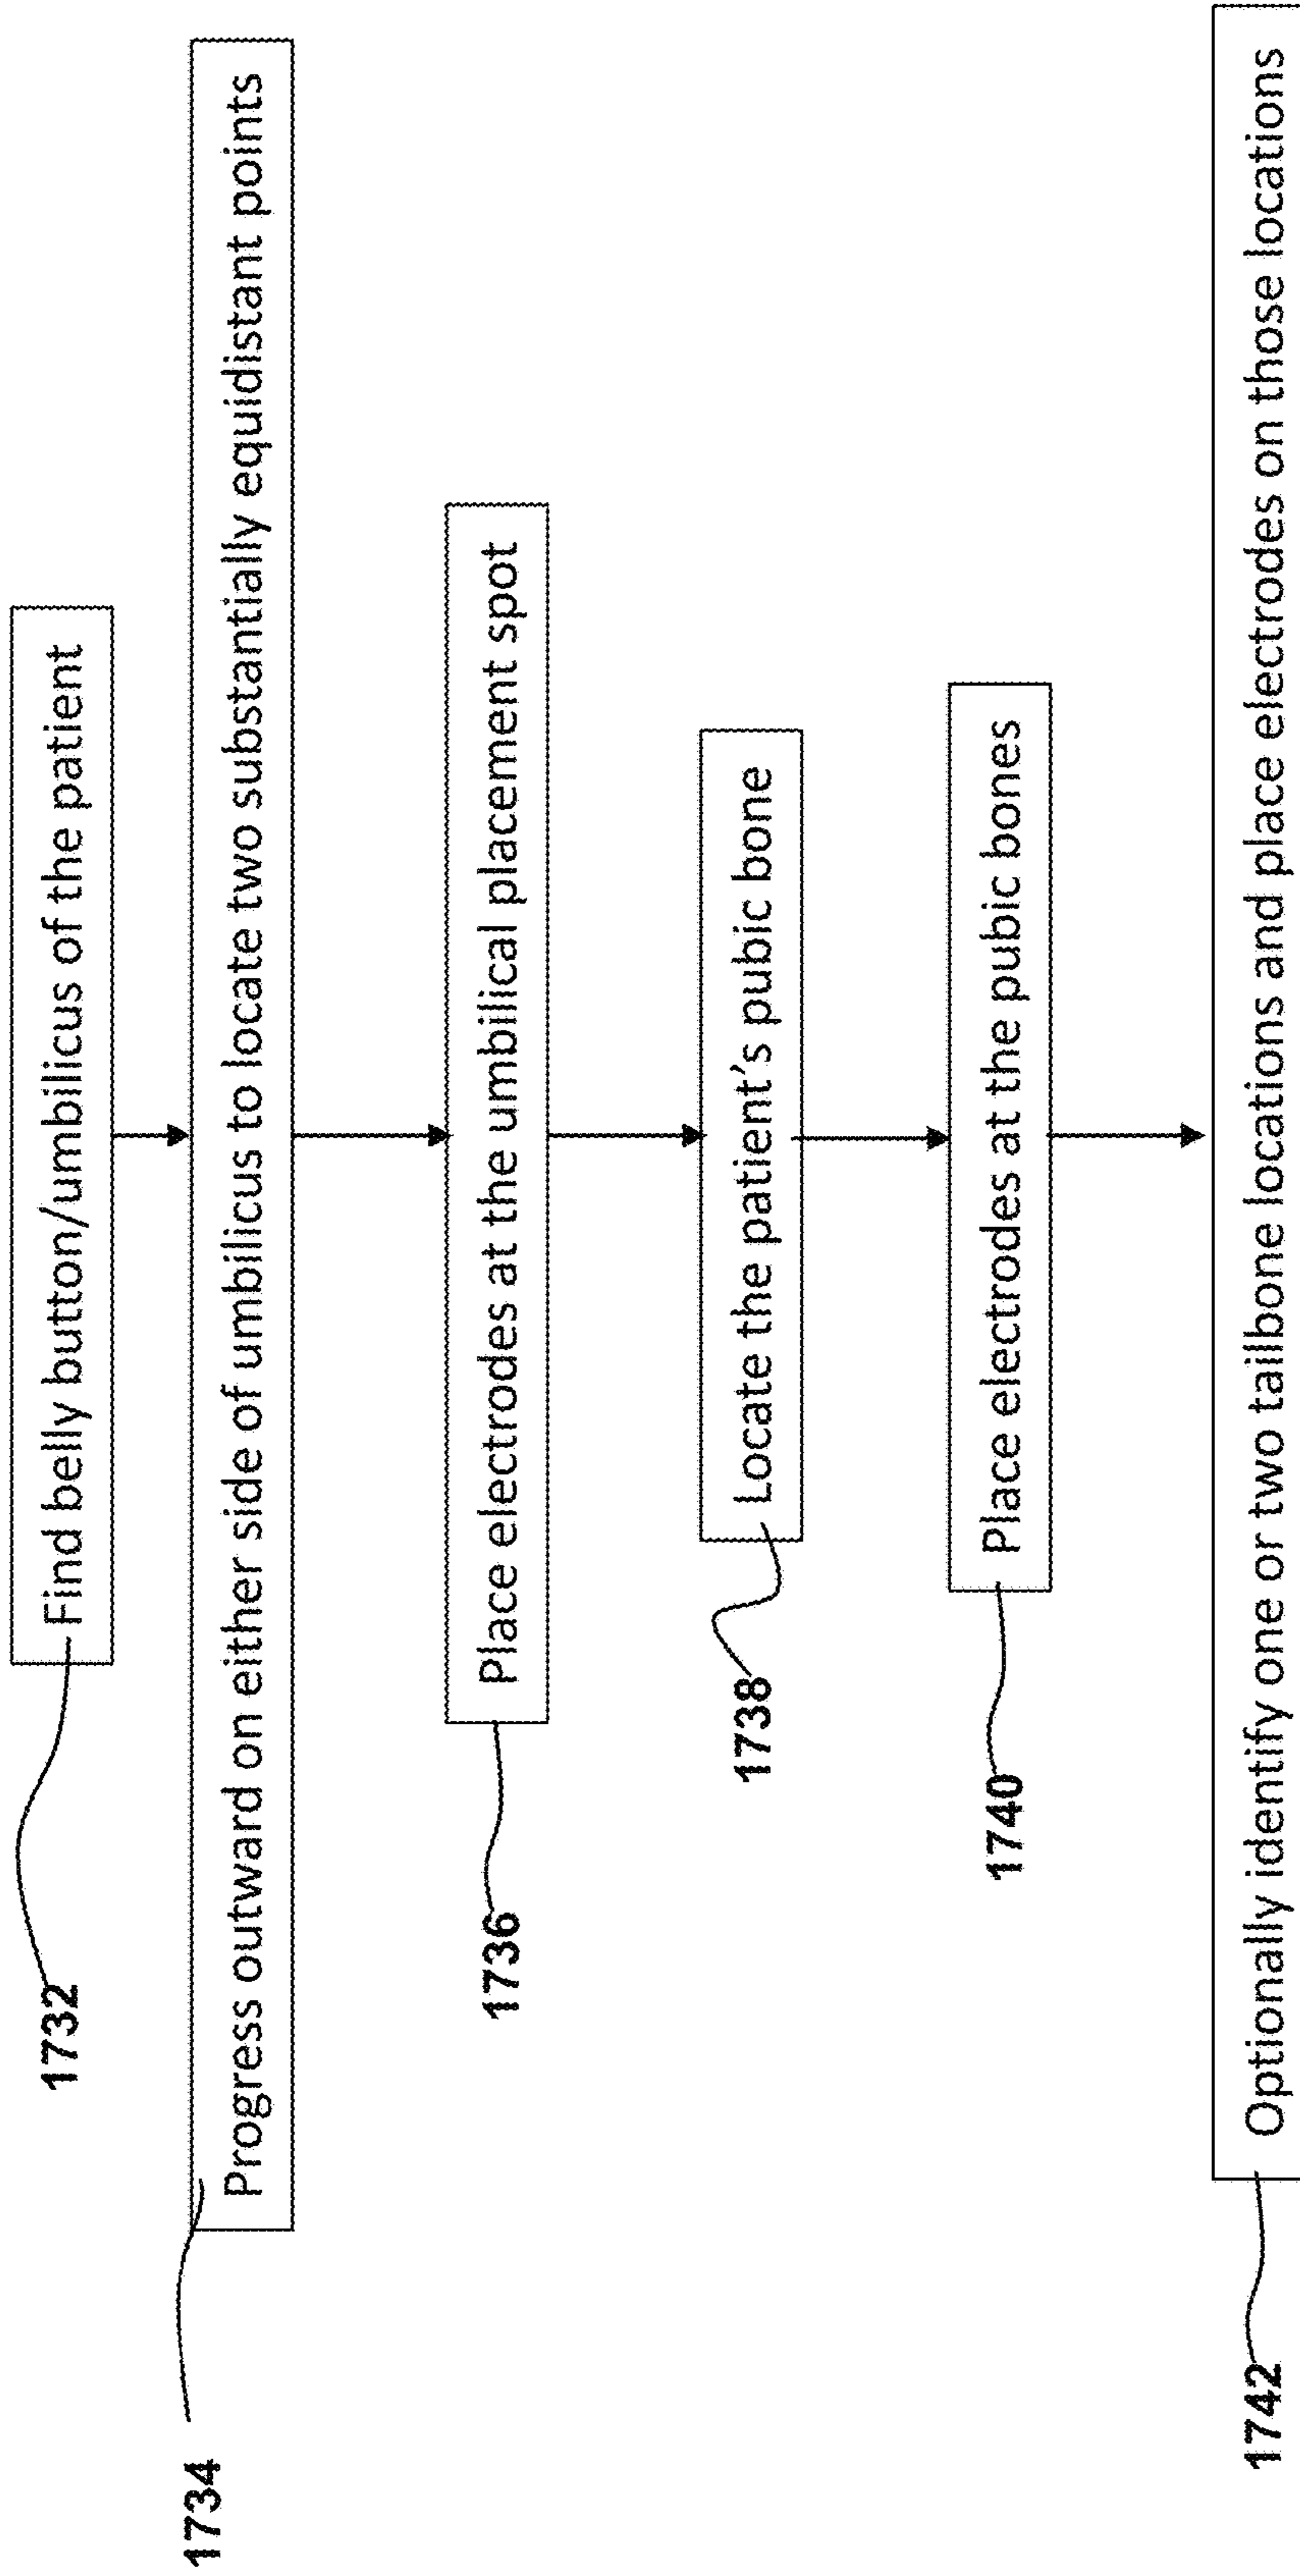 1732
Find belly button/umbilicus of the patient
1734
Progress outward on either side of umbilicus to locate two substantially equidistant points
1736
Place electrodes at the umbilical placement spot
1738
Locate the patient's pubic bone
1740
Place electrodes at the pubic bones
1742
Optionally identify one or two tailbone locations and place electrodes on those locations